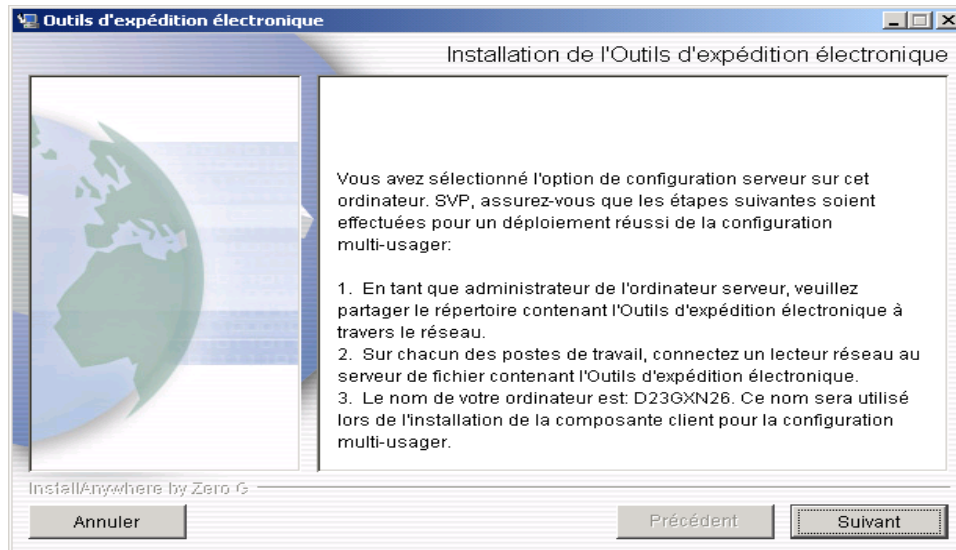 Outils d'expédition électronique
Installation de l'Outils d'expédition électronique
Vous avez sélectionné l'option de configuration serveur sur cet
ordinateur. SVP, assurez-vous que les étapes suivantes soient
effectuées pour un déploiement réussi de la configuration
multi-usager:
1. En tant que administrateur de l'ordinateur serveur, veuillez
partager le répertoire contenant l'Outils d'expédition électronique à
travers le réseau.
2. Sur chacun des postes de travail, connectez un lecteur réseau au
serveur de fichier contenant l'Outils d'expédition électronique.
3. Le nom de votre ordinateur est: D23GXN26. Ce nom sera utilisé
lors de l'installation de la composante client pour la configuration
multi-usager.
InstallAnywhere by Zero G
Annuler
Précédent
Suivant